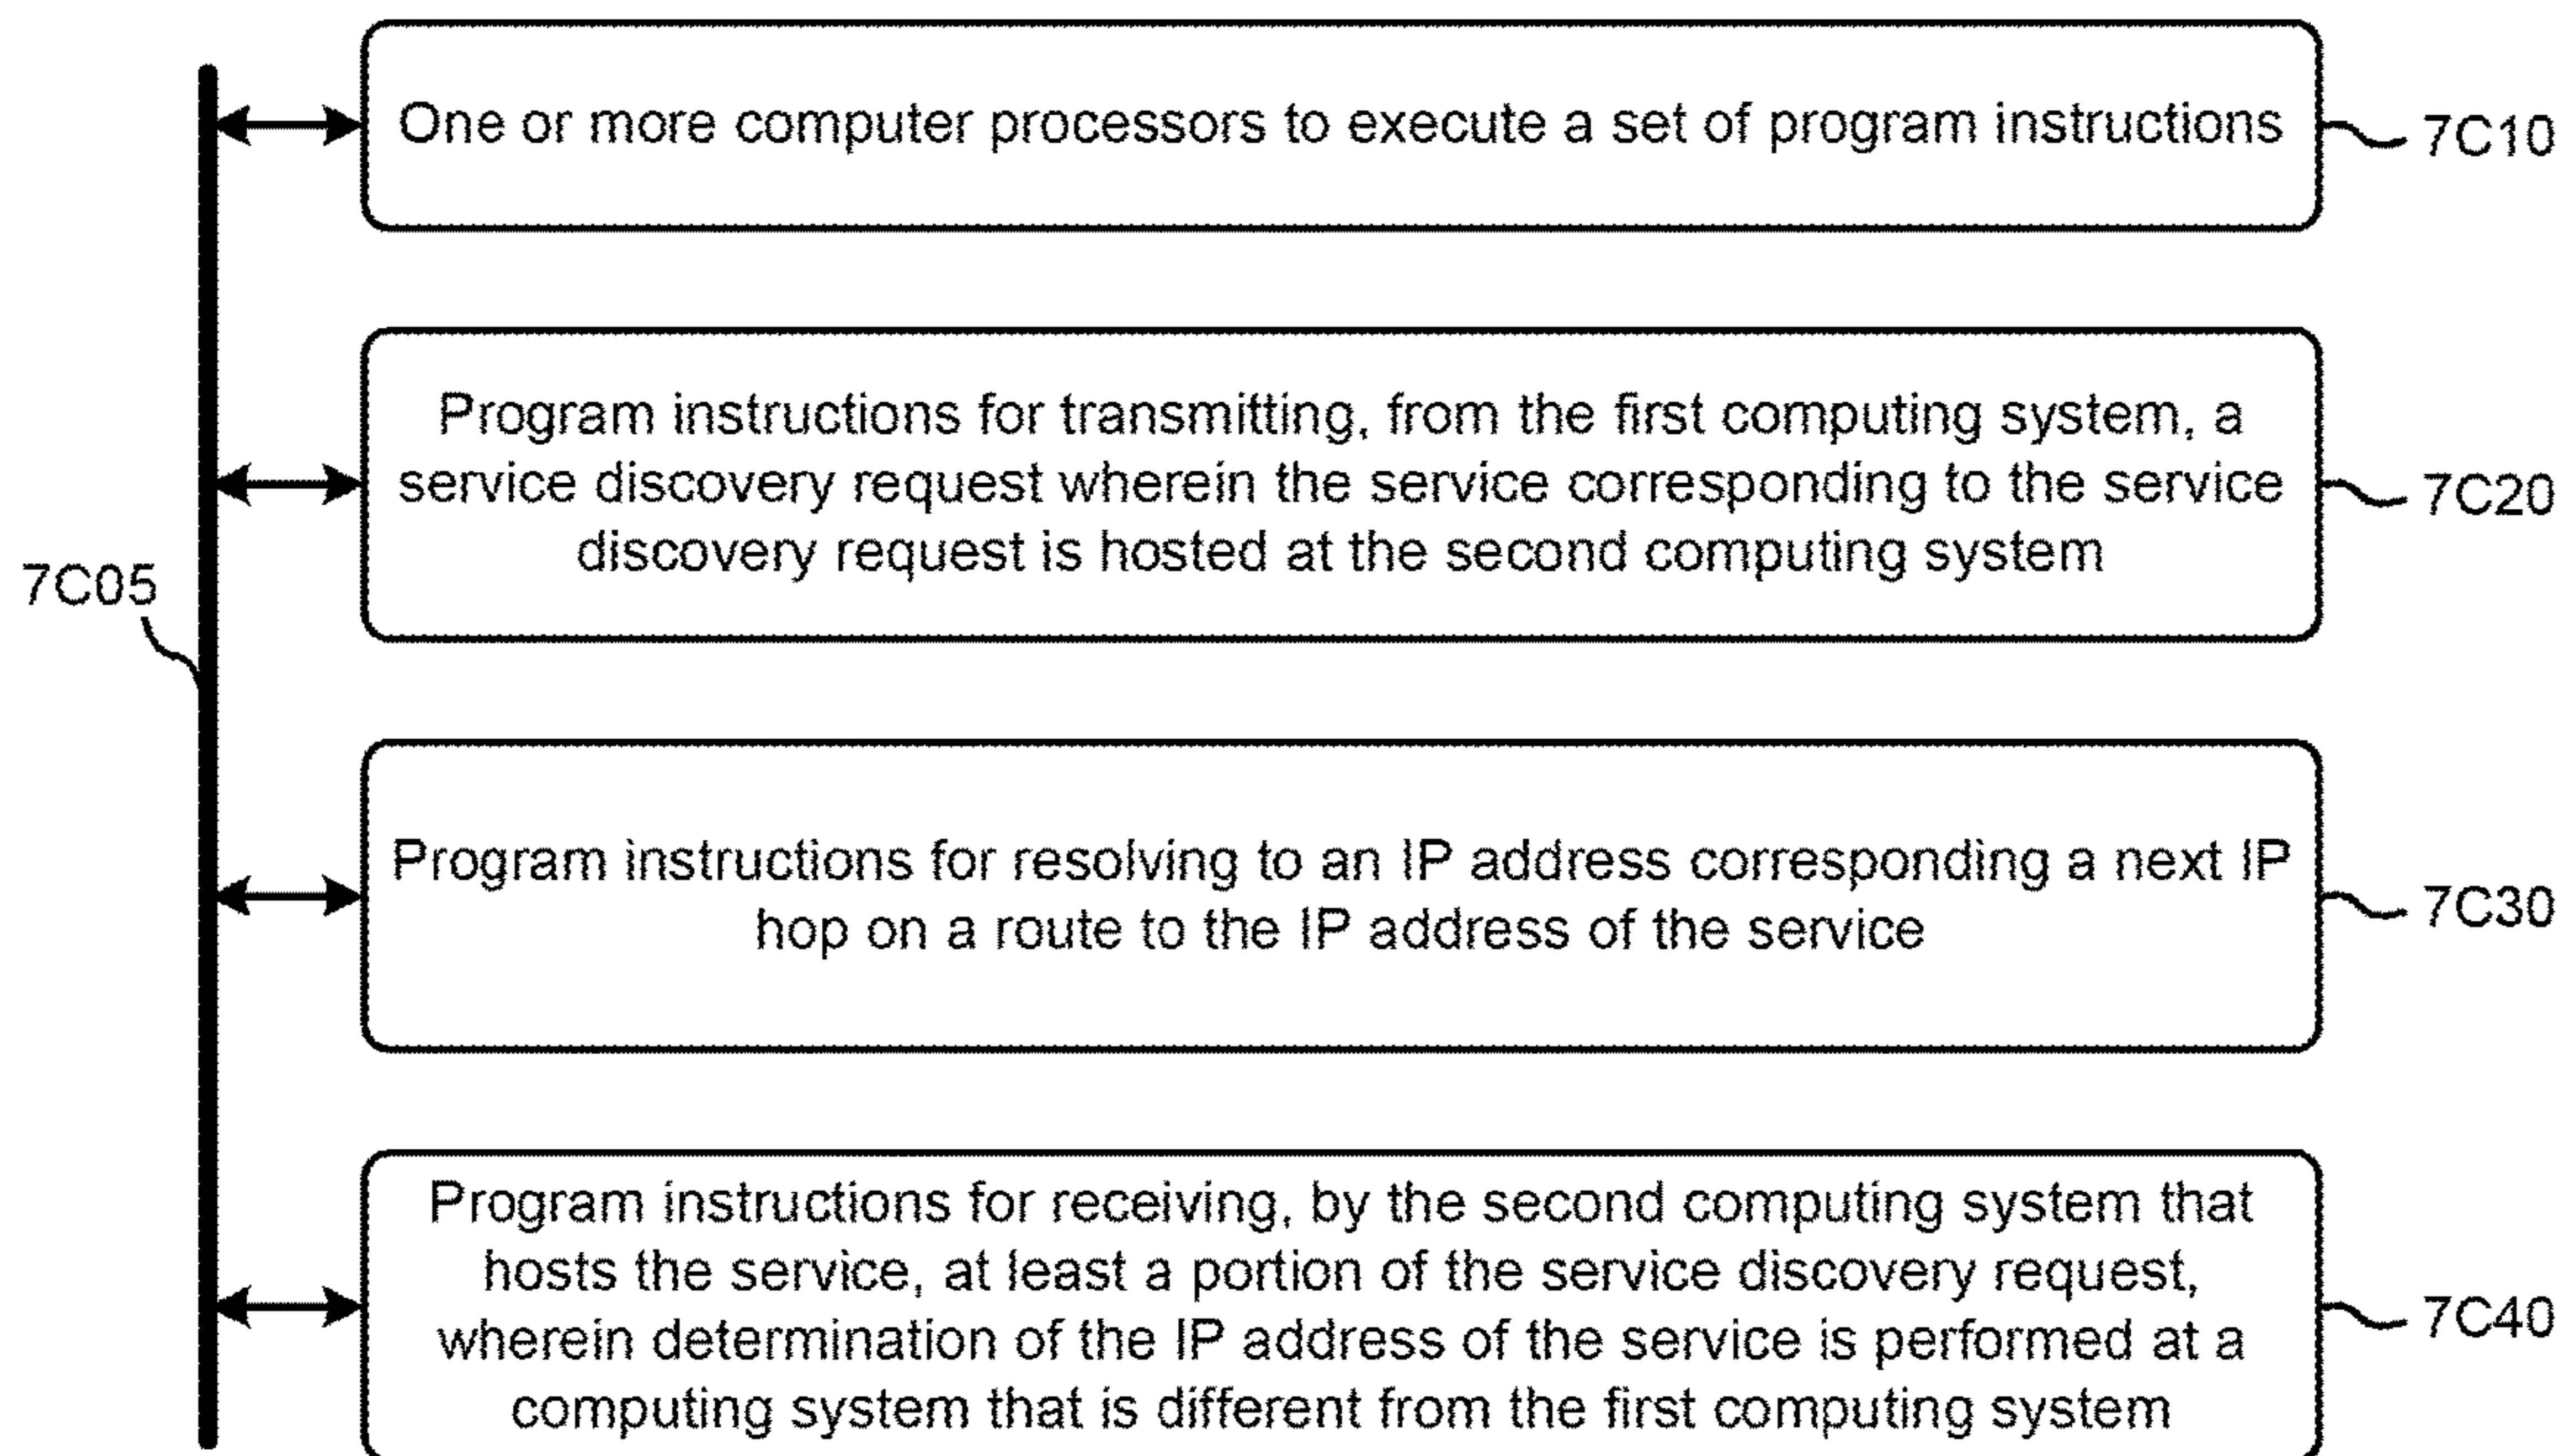 One or more computer processors to execute a set of program instructions
7C10
Program instructions for transmitting, from the first computing system, a
service discovery request wherein the service corresponding to the service
discovery request is hosted at the second computing system
7C20
7C05
Program instructions for resolving to an IP address corresponding a next IP
hop on a route to the IP address of the service
7C30
Program instructions for receiving, by the second computing system that
hosts the service, at least a portion of the service discovery request,
wherein determination of the IP address of the service is performed at a
computing system that is different from the first computing system
7C40